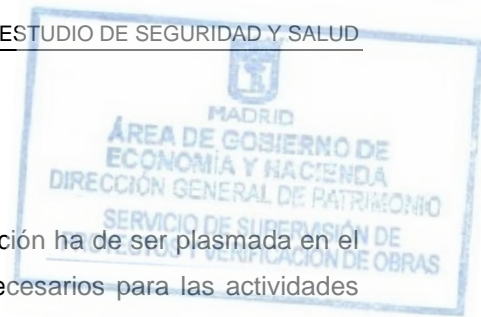 ESTUDIO DE SEGURIDAD Y SALUD
MADRID
ÁREA DE GOBIERNO DE
ECONOMÍA Y HACIENDA
DIRECCIÓN GENERAL DE PATRIMONIO
SERVICIO DE SUPERVISIÓN DE
PROYECTOS Y VERIFICACIÓN DE OBRAS
ción ha de ser plasmada en el
ecesarios para las actividades